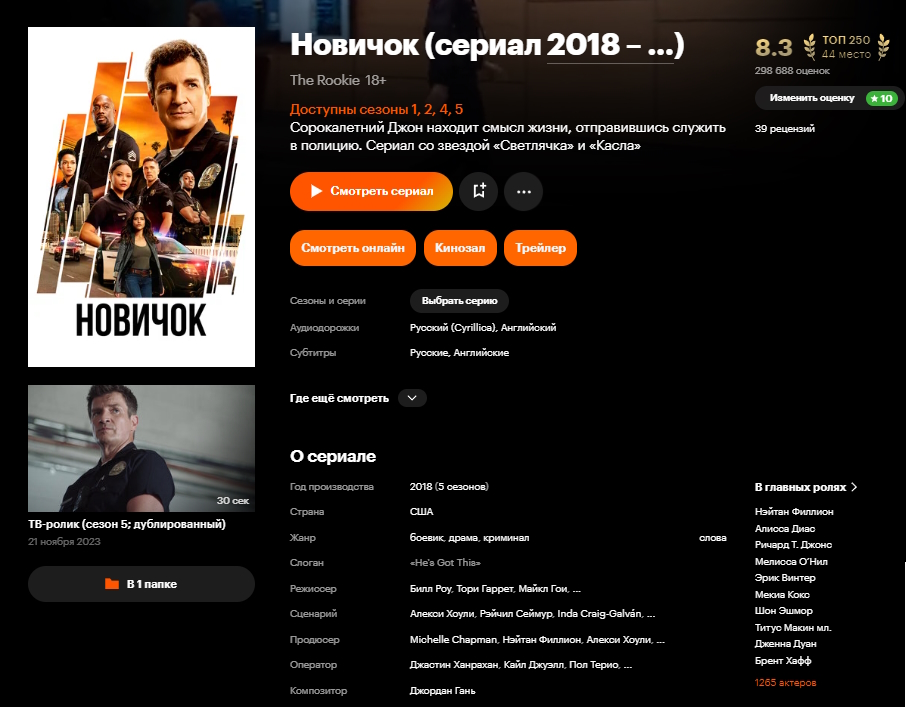 Новичок (сериал 2018 – ...)
The Rookie 18+
8.3
ТОП 250
44 место
298 688 оценок
Изменить оценку ★ 10
39 рецензий
Доступны сезоны 1, 2, 4, 5
Сорокалетний Джон находит смысл жизни, отправившись служить
в полицию. Сериал со звездой «Светлячка» и «Касла»
Смотреть сериал
Смотреть онлайн Кинозал Трейлер
НОВИЧОК
Сезоны и серии Выбрать серию
Аудиодорожки Русский (Cyrillica), Английский
Субтитры Русские, Английские
Где ещё смотреть
30 сек
ТВ-ролик (сезон 5; дублированный)
21 ноября 2023
В 1 папке
О сериале
Год производства 2018 (5 сезонов)
Страна США
Жанр боевик, драма, криминал слова
Слоган «He's Got This»
Режиссер Билл Роу, Тори Гаррет, Майкл Гои, ...
Сценарий Алекси Хоули, Рэйчил Сеймур, Inda Craig-Galván, ...
Продюсер Michelle Chapman, Нэйтан Филлион, Алекси Хоули, ...
Оператор Джастин Ханрахан, Кайл Джуэлл, Пол Терио, ...
Композитор Джордан Гань
В главных ролях
Нэйтан Филлион
Алисса Диас
Ричард Т. Джонс
Мелисса О'Нил
Эрик Винтер
Мекиа Кокс
Шон Эшмор
Титус Макин мл.
Дженна Дуан
Брент Хафф
1265 актеров